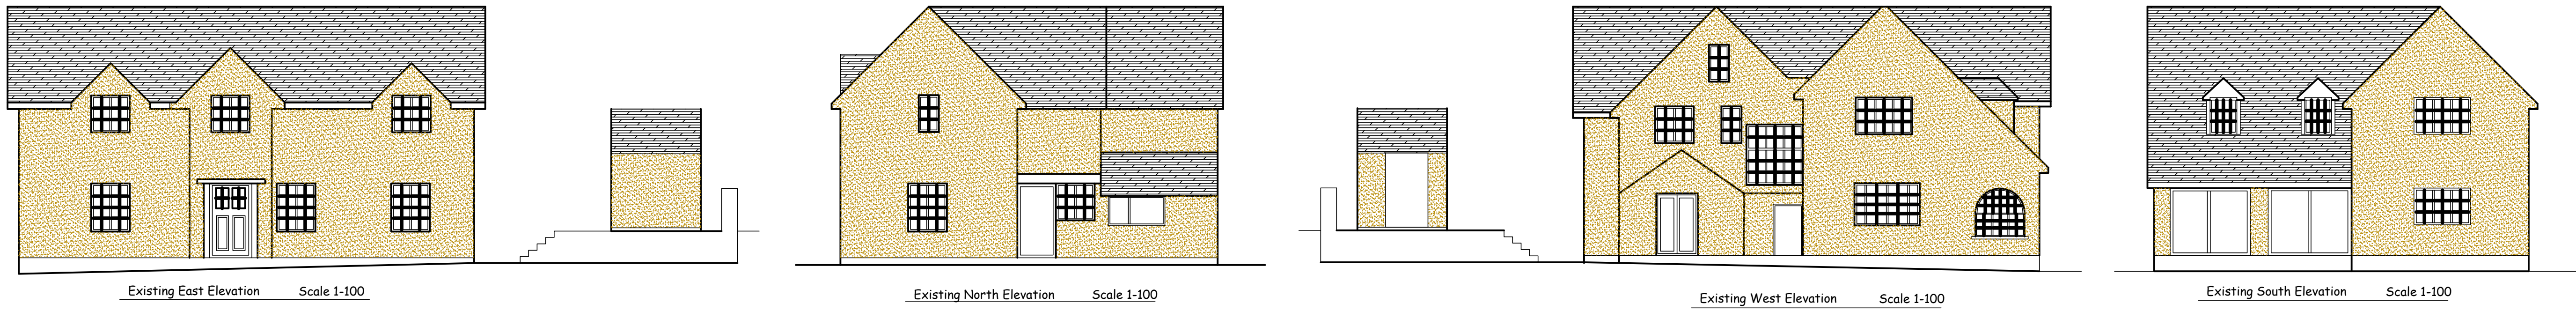 Existing East Elevation Scale 1-100
Existing North Elevation Scale 1-100
Existing West Elevation Scale 1-100
Existing South Elevation Scale 1-100